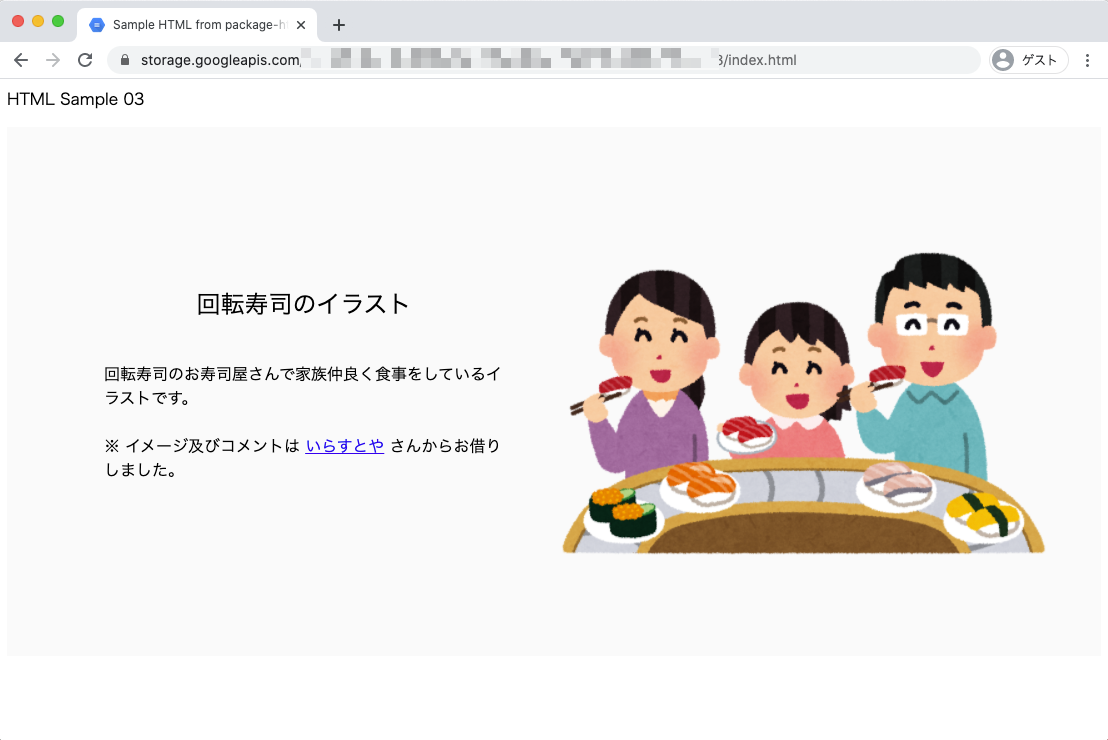 Sample HTML from package-h
storage.googleapis.com/
3/index.html
ゲスト
HTML Sample 03
回転寿司のイラスト
回転寿司のお寿司屋さんで家族仲良く食事をしているイ
ラストです。
※ イメージ及びコメントは いらすとや さんからお借り
しました。